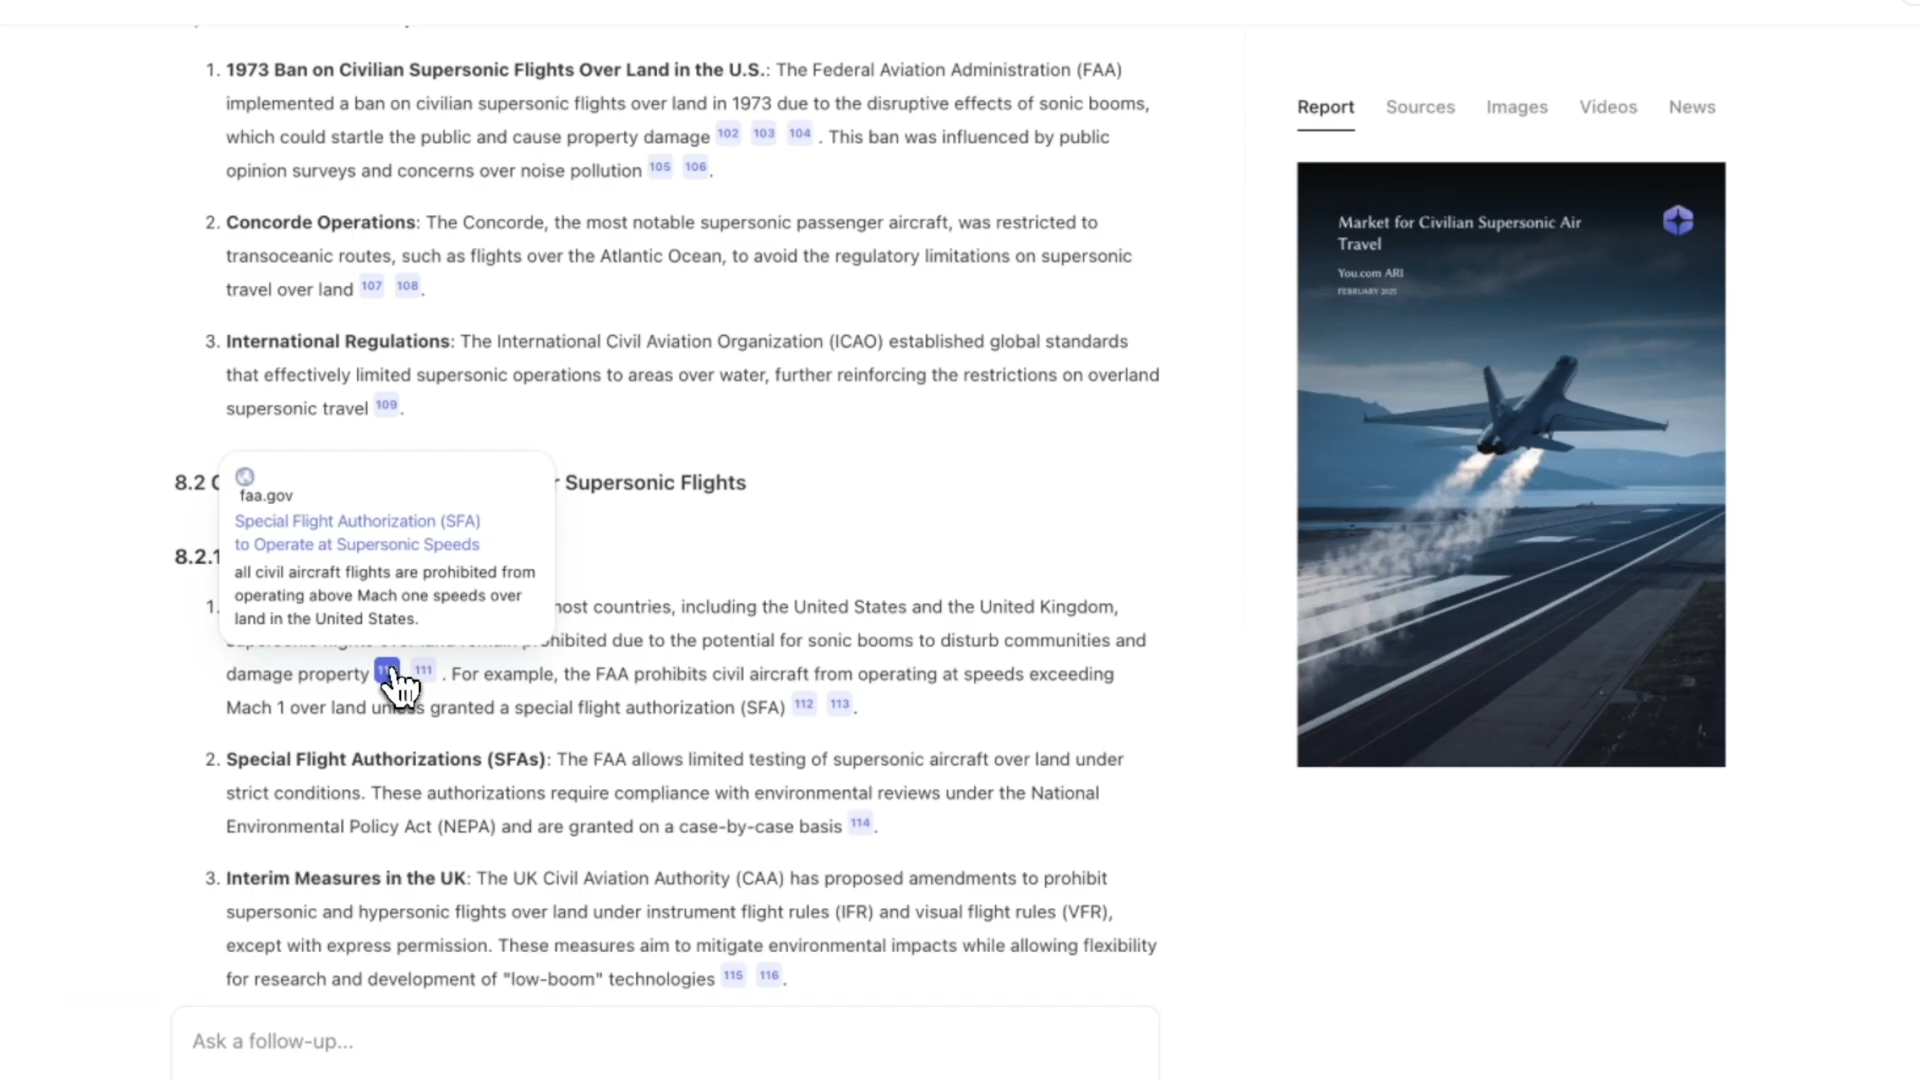 1. 1973 Ban on Civilian Supersonic Flights Over Land in the U.S.: The Federal Aviation Administration (FAA)
implemented a ban on civilian supersonic flights over land in 1973 due to the disruptive effects of sonic booms,
which could startle the public and cause property damage 102 103 104 . This ban was influenced by public
opinion surveys and concerns over noise pollution 105 106 .
2. Concorde Operations: The Concorde, the most notable supersonic passenger aircraft, was restricted to
transoceanic routes, such as flights over the Atlantic Ocean, to avoid the regulatory limitations on supersonic
travel over land 107 108 .
3. International Regulations: The International Civil Aviation Organization (ICAO) established global standards
that effectively limited supersonic operations to areas over water, further reinforcing the restrictions on overland
supersonic travel 109 .
8.2 Supersonic Flights
faa.gov
Special Flight Authorization (SFA)
to Operate at Supersonic Speeds
all civil aircraft flights are prohibited from
operating above Mach one speeds over
land in the United States.
8.2.1
1. countries, including the United States and the United Kingdom,
due to the potential for sonic booms to disturb communities and
damage property 111 . For example, the FAA prohibits civil aircraft from operating at speeds exceeding
Mach 1 over land unless granted a special flight authorization (SFA) 112 113 .
2. Special Flight Authorizations (SFAs): The FAA allows limited testing of supersonic aircraft over land under
strict conditions. These authorizations require compliance with environmental reviews under the National
Environmental Policy Act (NEPA) and are granted on a case-by-case basis 114 .
3. Interim Measures in the UK: The UK Civil Aviation Authority (CAA) has proposed amendments to prohibit
supersonic and hypersonic flights over land under instrument flight rules (IFR) and visual flight rules (VFR),
except with express permission. These measures aim to mitigate environmental impacts while allowing flexibility
for research and development of "low-boom" technologies 115 116 .
Ask a follow-up...
Report Sources Images Videos News
Market for Civilian Supersonic Air
Travel
You.com ARI
FEBRUARY 2025